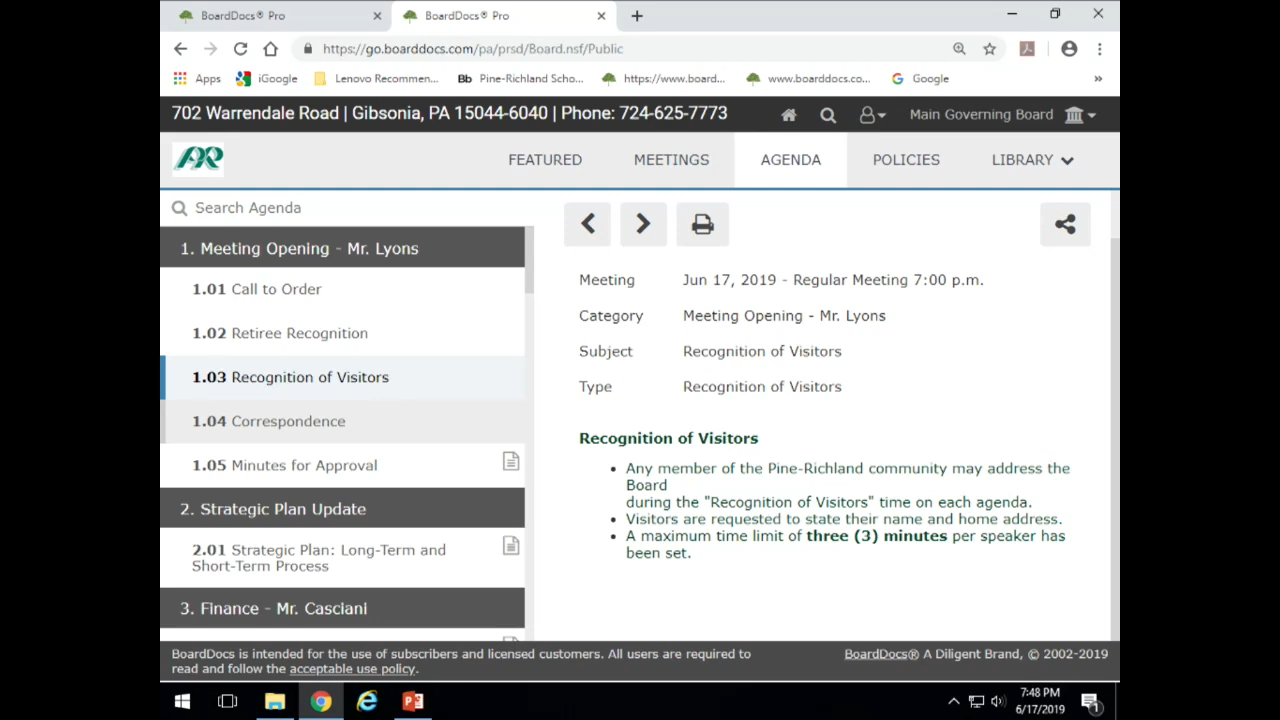 BoardDocs® Pro
BoardDocs® Pro
https://go.boarddocs.com/pa/prsd/Board.nsf/Public
Apps
iGoogle
Lenovo Recommen...
Bb Pine-Richland Scho...
https://www.board...
www.boarddocs.co...
Google
»
702 Warrendale Road | Gibsonia, PA 15044-6040 | Phone: 724-625-7773
Main Governing Board
PR
FEATURED
MEETINGS
AGENDA
POLICIES
LIBRARY
Search Agenda
1. Meeting Opening - Mr. Lyons
1.01 Call to Order
1.02 Retiree Recognition
1.03 Recognition of Visitors
1.04 Correspondence
1.05 Minutes for Approval
2. Strategic Plan Update
2.01 Strategic Plan: Long-Term and
Short-Term Process
3. Finance - Mr. Casciani
Meeting Jun 17, 2019 - Regular Meeting 7:00 p.m.
Category Meeting Opening - Mr. Lyons
Subject Recognition of Visitors
Type Recognition of Visitors
Recognition of Visitors
• Any member of the Pine-Richland community may address the
Board
during the "Recognition of Visitors" time on each agenda.
• Visitors are requested to state their name and home address.
• A maximum time limit of three (3) minutes per speaker has
been set.
BoardDocs is intended for the use of subscribers and licensed customers. All users are required to
read and follow the acceptable use policy.
BoardDocs® A Diligent Brand, © 2002-2019
7:48 PM
6/17/2019
1